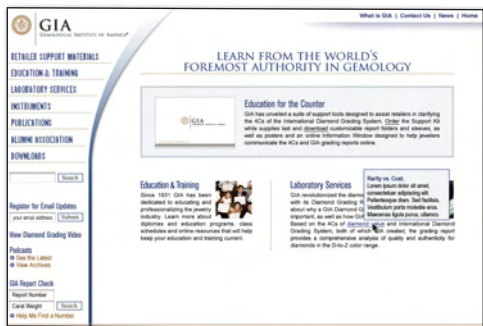 What is GIA | Contact Us | News | Home
GIA
GEMOLOGICAL INSTITUTE OF AMERICA®
RETAILER SUPPORT MATERIALS
EDUCATION & TRAINING
LABORATORY SERVICES
INSTRUMENTS
PUBLICATIONS
ALUMNI ASSOCIATION
DOWNLOADS
Search
Register for Email Updates
your email address Submit
View Diamond Grading Video
Podcasts
See the Latest
View Archives
GIA Report Check
Report Number
Carat Weight Search
Help Me Find a Number
LEARN FROM THE WORLD'S
FOREMOST AUTHORITY IN GEMOLOGY
GIA
Education for the Counter
GIA has unveiled a suite of support tools designed to assist retailers in clarifying
the 4Cs of the International Diamond Grading System. Order the Support Kit
while supplies last and download customizable report folders and sleeves, as
well as posters and an online Information Window designed to help jewelers
communicate the 4Cs and GIA grading reports online.
Education & Training
Since 1931 GIA has been
dedicated to educating and
professionalizing the jewelry
industry. Learn more about
diplomas and education programs, class
schedules and online resources that will help
keep your education and training current.
Laboratory Services
GIA revolutionized the diam
with its Diamond Grading R
about why a GIA Diamond G
important, as well as how GIA
Based on the 4Cs of diamond value and International Diamond
Grading System, both of which GIA created, the grading report
provides a comprehensive analysis of quality and authenticity for
diamonds in the D-to-Z color range.
Rarity vs. Cost.
Lorem ipsum dolor sit amet,
consectetuer adipiscing elit.
Pellentesque diam. Sed facilisis.
Vestibulum porta molestie eros.
Maecenas ligula purus, ullamco.